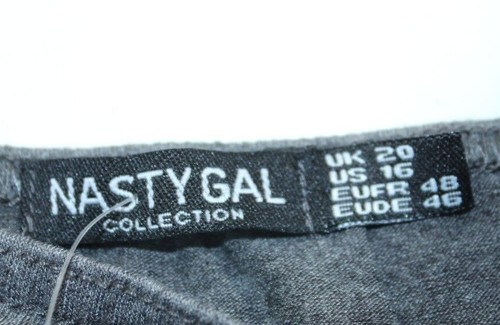 NASTY GAL
COLLECTION
UK 20
US 16
EUFR 48
EUDE 46